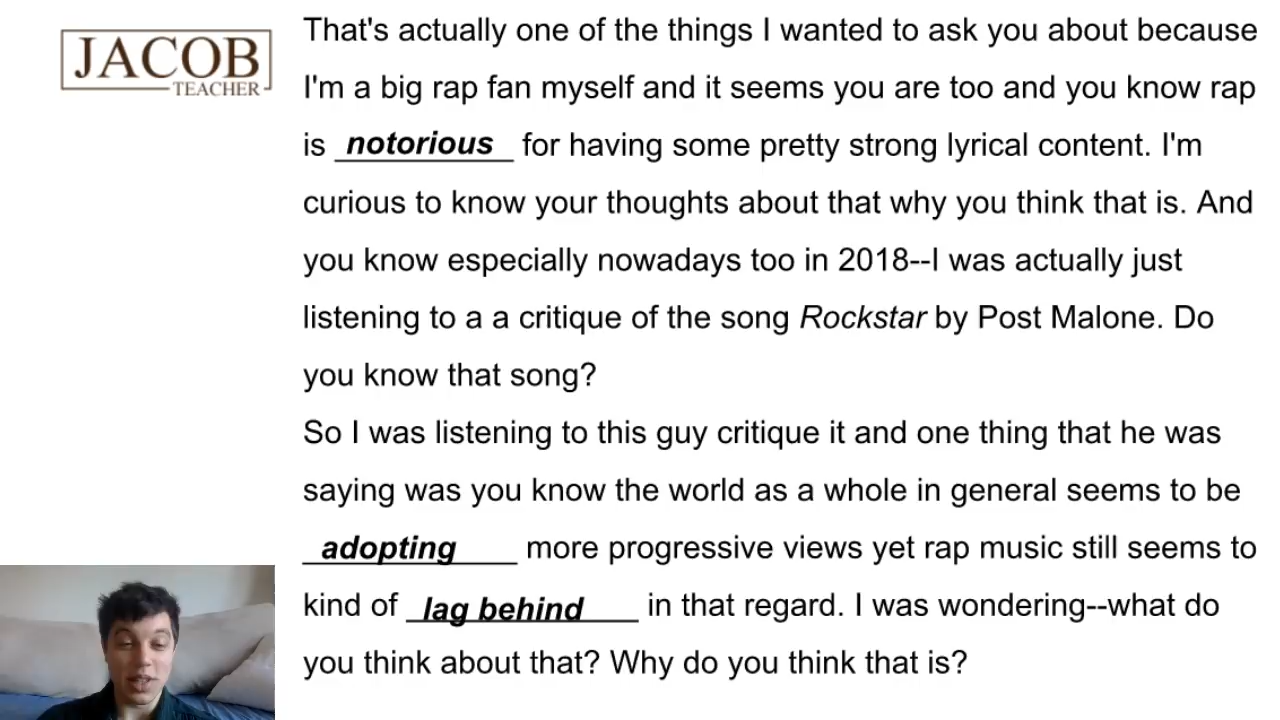 JACOB
TEACHER
That's actually one of the things I wanted to ask you about because
I'm a big rap fan myself and it seems you are too and you know rap
is notorious for having some pretty strong lyrical content. I'm
curious to know your thoughts about that why you think that is. And
you know especially nowadays too in 2018--I was actually just
listening to a a critique of the song Rockstar by Post Malone. Do
you know that song?
So I was listening to this guy critique it and one thing that he was
saying was you know the world as a whole in general seems to be
adopting more progressive views yet rap music still seems to
kind of lag behind in that regard. I was wondering--what do
you think about that? Why do you think that is?